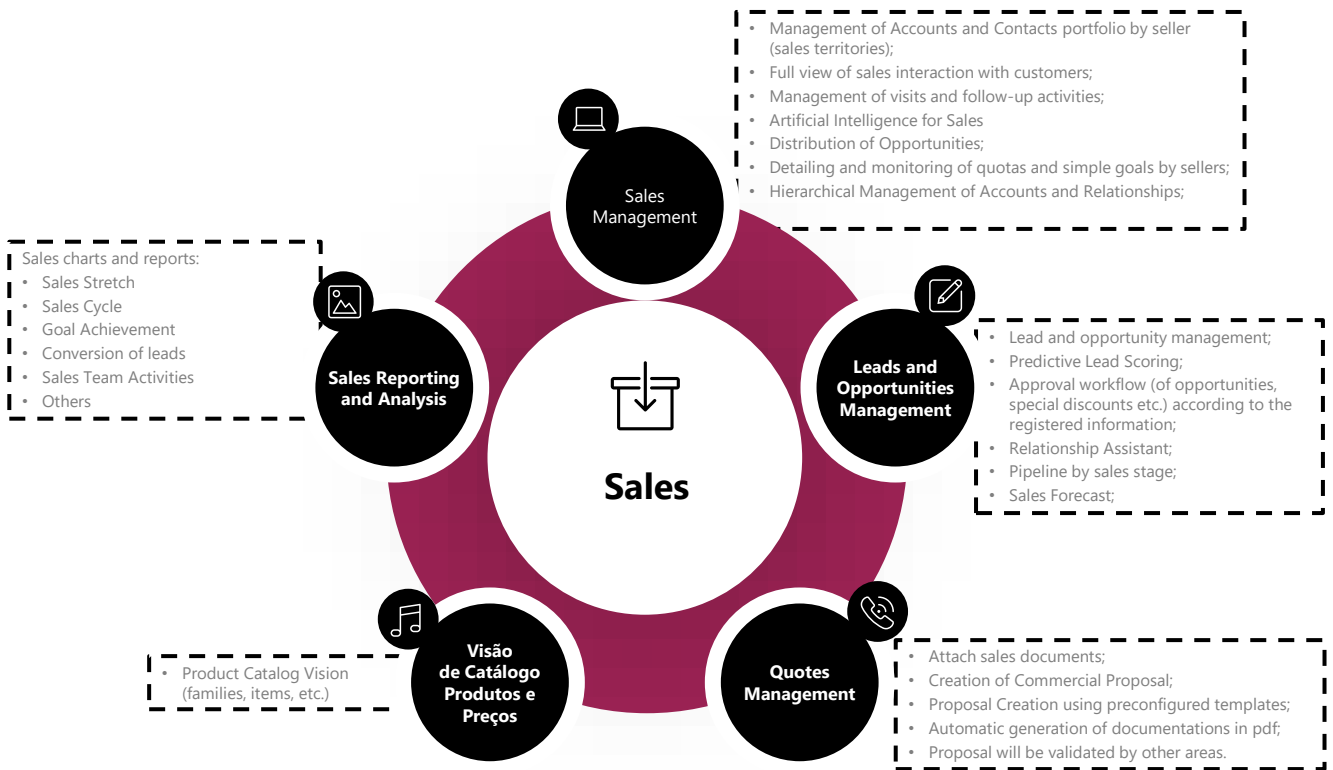 • Management of Accounts and Contacts portfolio by seller
(sales territories);
• Full view of sales interaction with customers;
• Management of visits and follow-up activities;
• Artificial Intelligence for Sales
• Distribution of Opportunities;
• Detailing and monitoring of quotas and simple goals by sellers;
• Hierarchical Management of Accounts and Relationships;
Sales
Management
Sales charts and reports:
• Sales Stretch
• Sales Cycle
• Goal Achievement
• Conversion of leads
• Sales Team Activities
• Others
Sales Reporting
and Analysis
Sales
Leads and
Opportunities
Management
• Lead and opportunity management;
• Predictive Lead Scoring;
• Approval workflow (of opportunities,
special discounts etc.) according to the
registered information;
• Relationship Assistant;
• Pipeline by sales stage;
• Sales Forecast;
• Product Catalog Vision
(families, items, etc.)
Visão
de Catálogo
Produtos e
Preços
Quotes
Management
• Attach sales documents;
• Creation of Commercial Proposal;
• Proposal Creation using preconfigured templates;
• Automatic generation of documentations in pdf;
• Proposal will be validated by other areas.